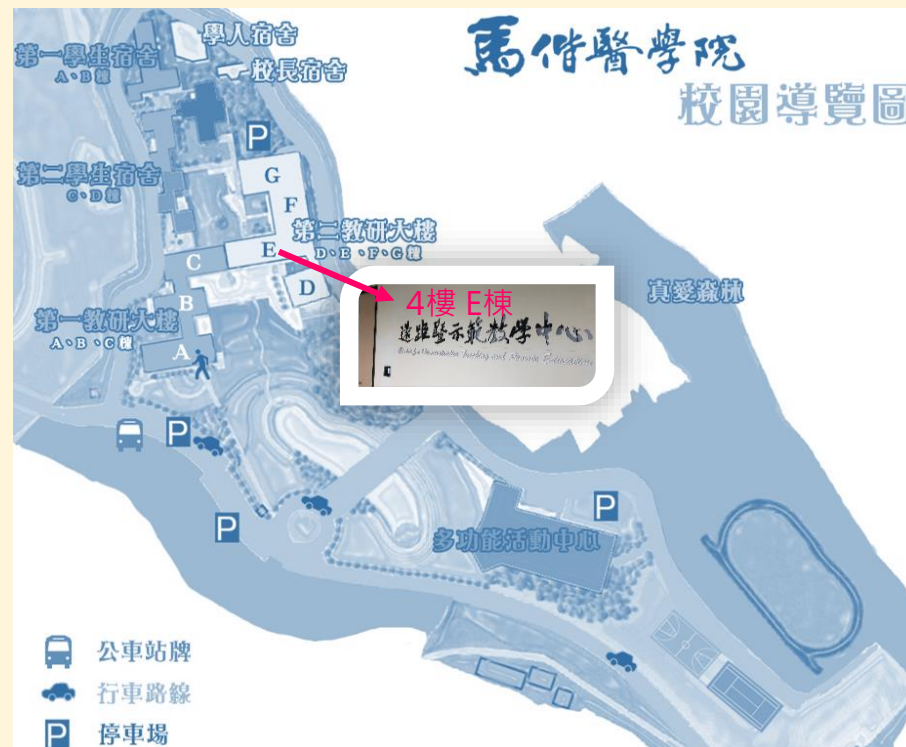 馬偕醫學院
校園導覽圖
學人宿舍
校長宿舍
第一學生宿舍
A、B棟
P
第二學生宿舍
C、D棟
G
F
E
第二教研大樓
D、E、F、G棟
D
C
B
A
第一教研大樓
A、B、C棟
4樓 E棟
遠距暨示範教學中心
真愛森林
P
P
P
多功能活動中心
公車站牌
行車路線
P 停車場